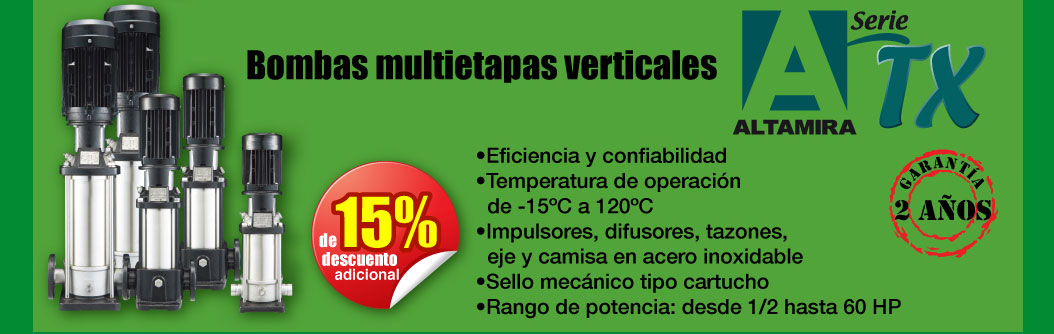 Bombas multietapas verticales
A
Serie
TX
ALTAMIRA
•Eficiencia y confiabilidad
•Temperatura de operación
de -15ºC a 120ºC
•Impulsores, difusores, tazones,
eje y camisa en acero inoxidable
•Sello mecánico tipo cartucho
•Rango de potencia: desde 1/2 hasta 60 HP
de 15%
descuento
adicional
GARANTÍA
2 AÑOS